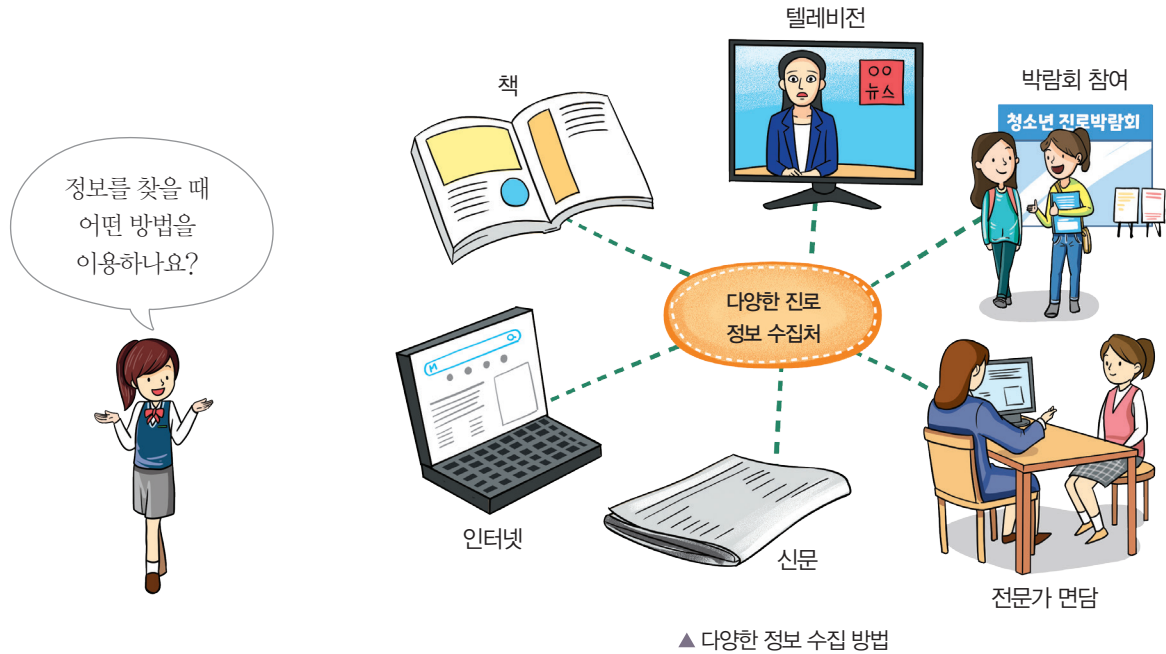 텔레비전
책
○○
뉴스
박람회 참여
청소년 진로박람회
정보를 찾을 때
어떤 방법을
이용하나요?
다양한 진로
정보 수집처
인터넷
신문
전문가 면담
▲ 다양한 정보 수집 방법